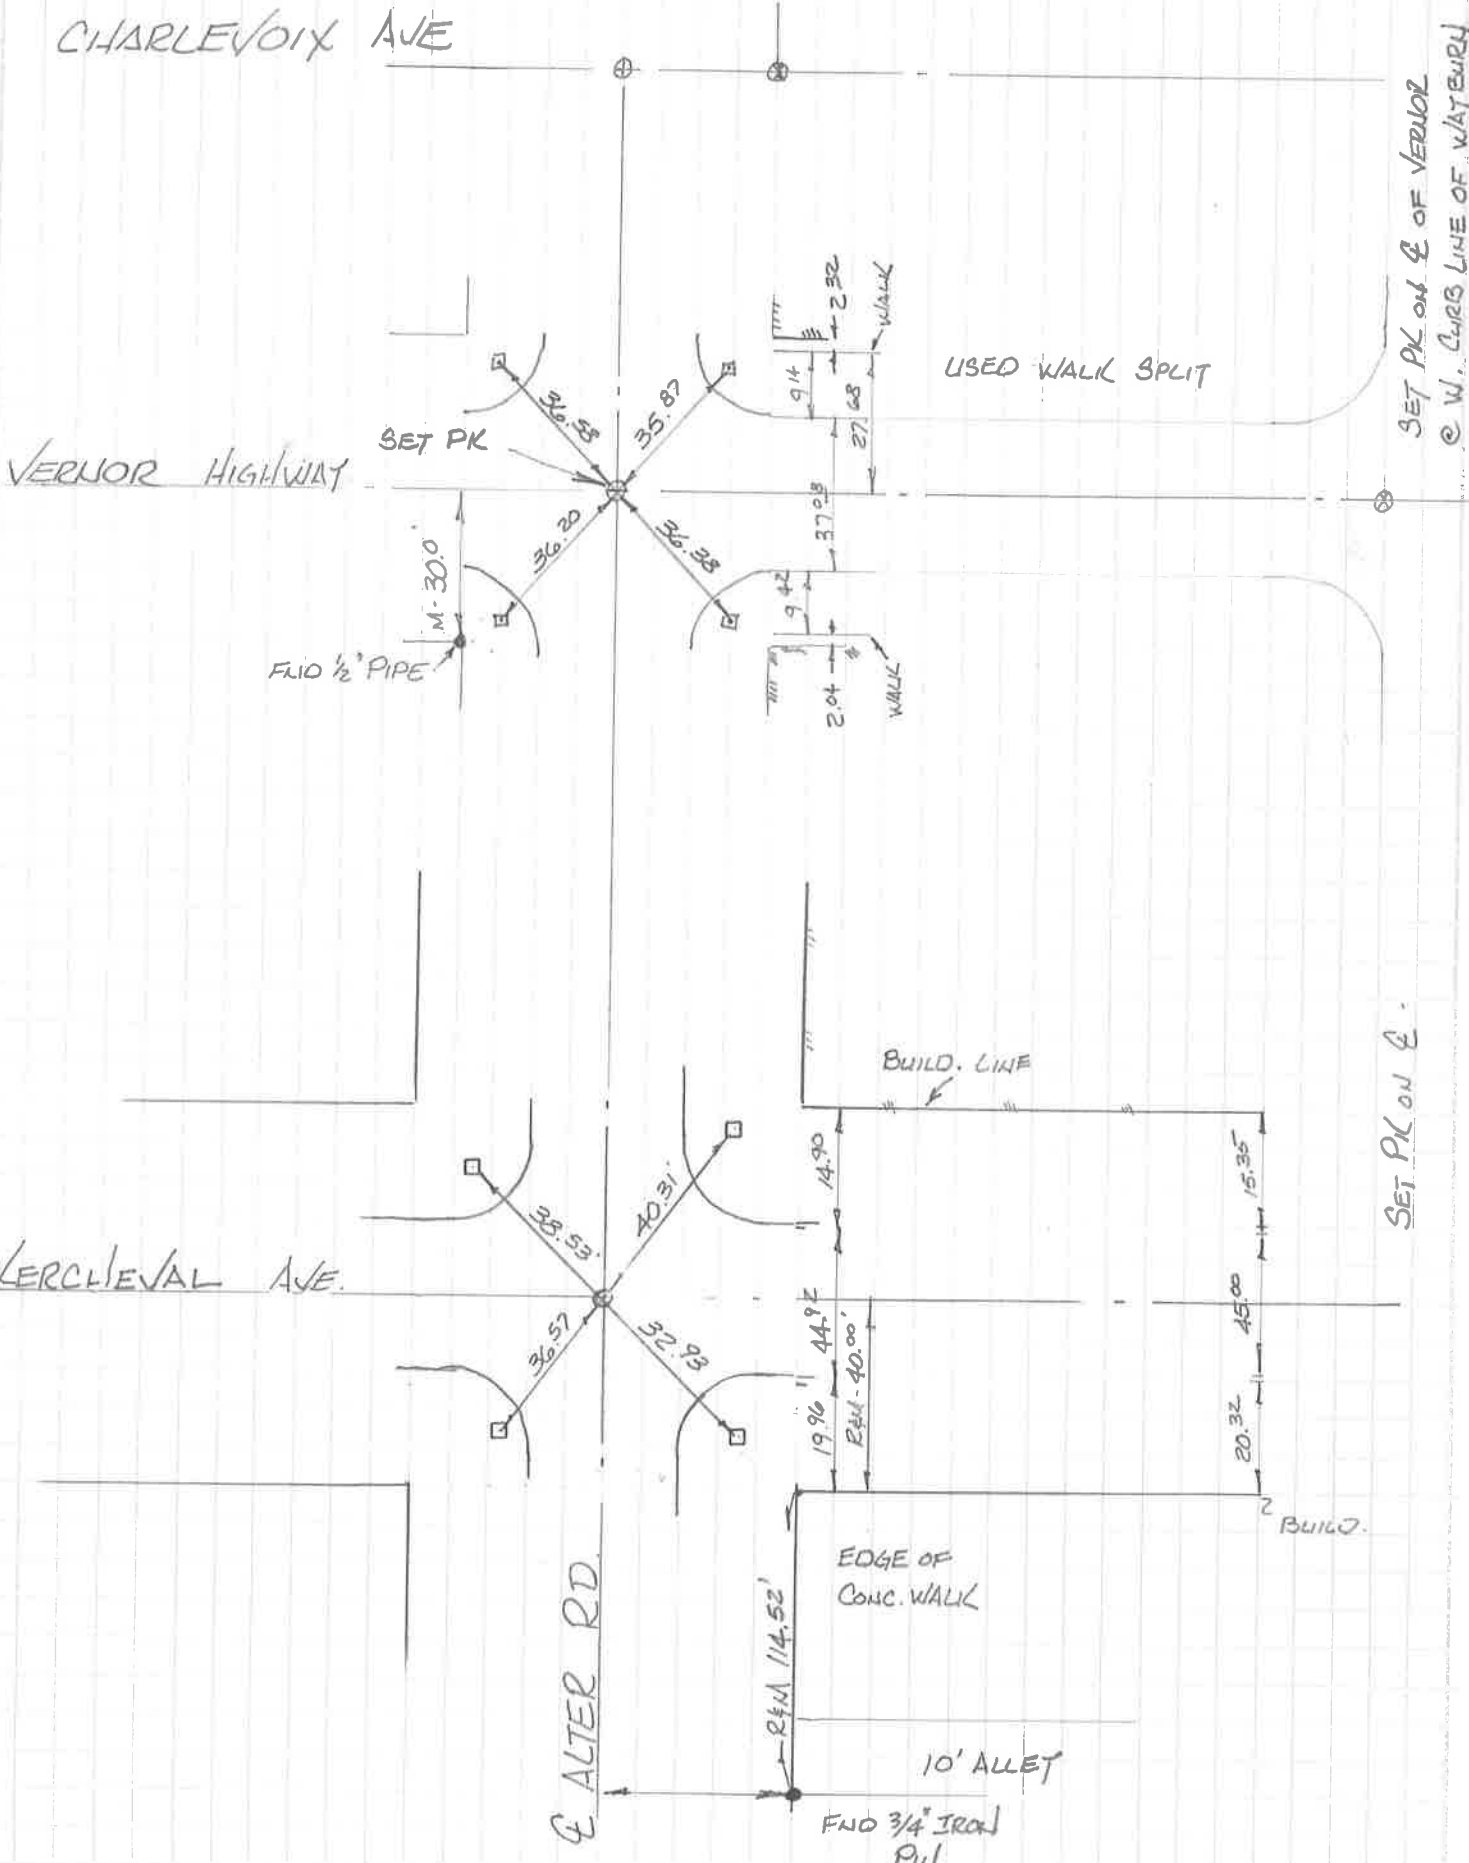 CHARLEVOIX AVE
SET PK ON ℄ OF VERNOR
@ W. CURB LINE OF WATBURN
2 32
WALK
9 14
27.68
USED WALK SPLIT
36.58
35.87
SET PK
VERNOR HIGHWAY
36.20
36.38
37 08
M-30.0'
9 42
FND 1/2" PIPE
2.04
WALK
BUILD. LINE
SET PK ON ℄.
14.90
15.35
38.53'
40.31'
KERCHEVAL AVE.
36.57
32.93
44.92
45.00
19.96
R&M-40.00'
20.32
BUILD.
EDGE OF
CONC. WALK
℄ ALTER RD.
R&M 114.52'
10' ALLEY
FND 3/4" IRON